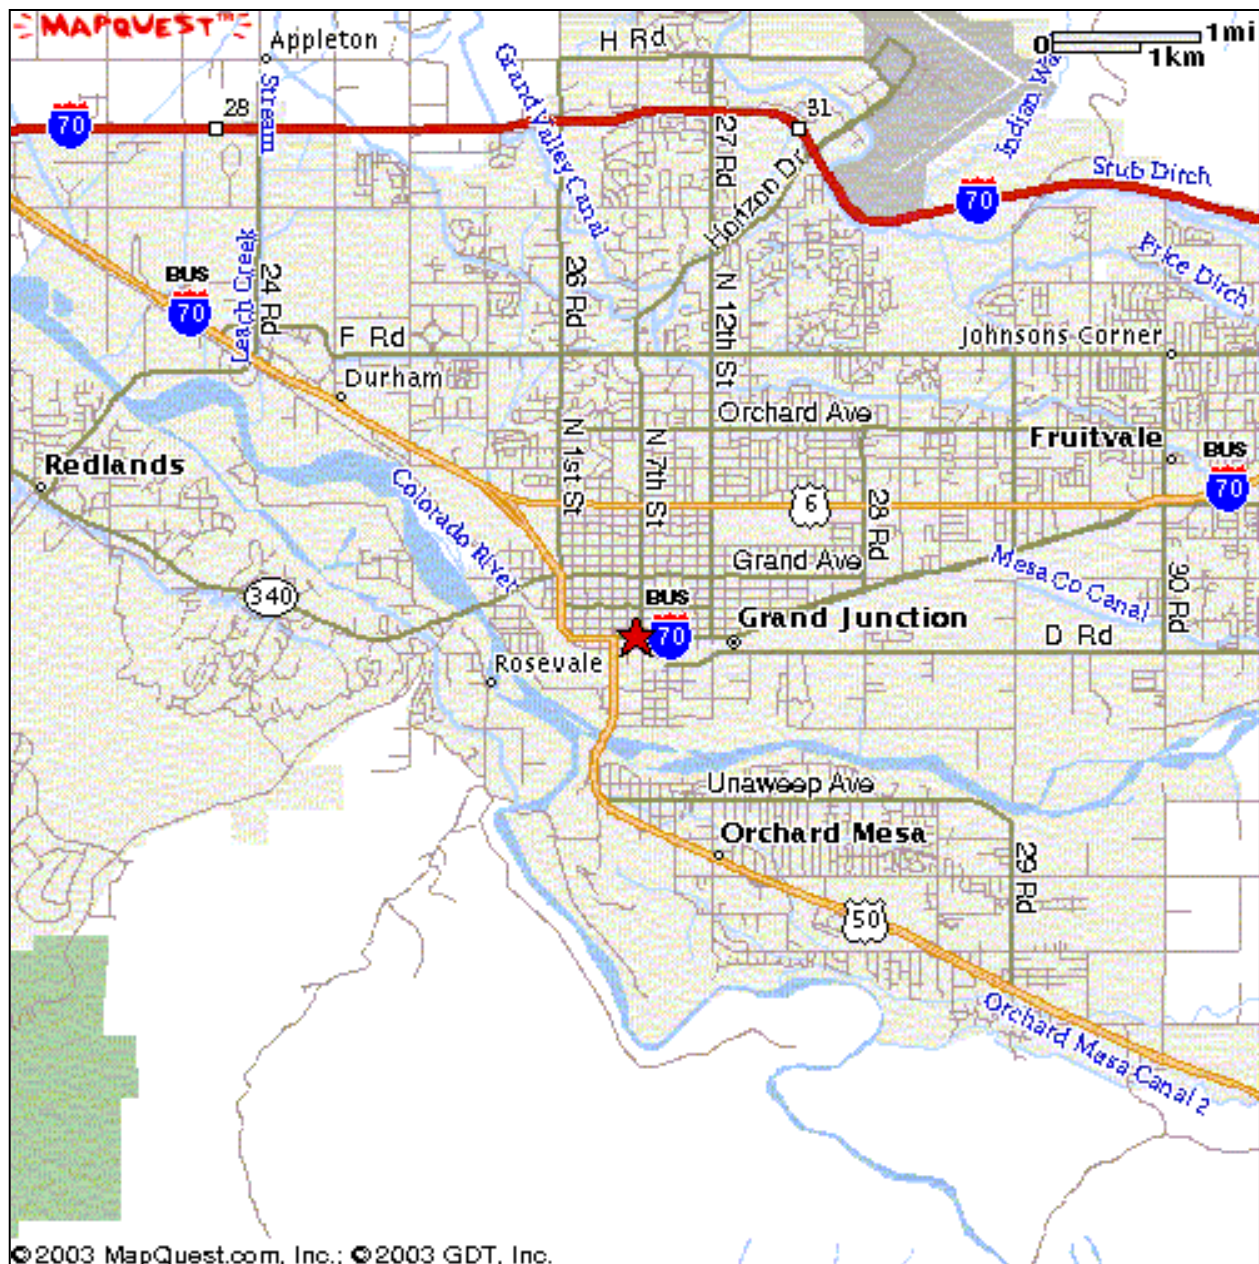 MAPQUEST™
Appleton
H Rd
0 1mi
1km
28
31
70
Stream
Grand Valley Canal
27 Rd
Horizon Dr
Indian Wa
Stub Dirch
70
Price Dirch
BUS
70
Leach Creek
24 Rd
26 Rd
N 12th St
F Rd
Johnsons Corner
Durham
Orchard Ave
Redlands
N 1st St
N 7th St
Fruitvale
BUS
70
Colorado River
6
28 Rd
Grand Ave
Mesa Co Canal
30 Rd
340
BUS
70
Grand Junction
D Rd
Rosevale
Unaweep Ave
Orchard Mesa
29 Rd
50
Orchard Mesa Canal 2
©2003 MapQuest.com, Inc.; ©2003 GDT, Inc.